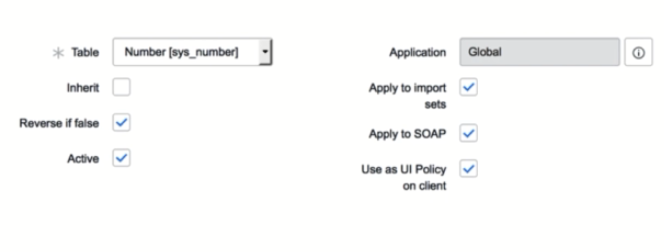 Table Number [sys_number]
Application Global
Inherit
Apply to import
sets
Reverse if false
Apply to SOAP
Active
Use as UI Policy
on client